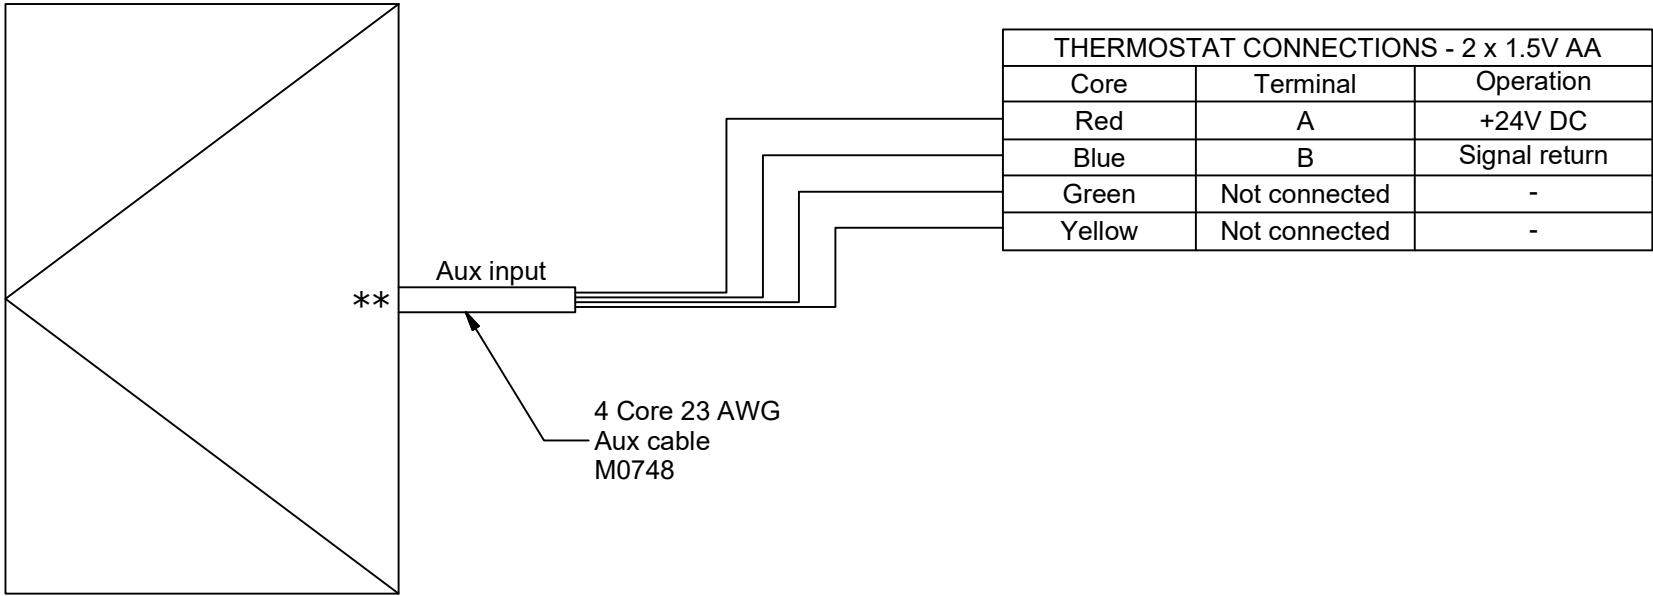 THERMOSTAT CONNECTIONS - 2 x 1.5V AA
Core Terminal Operation
Red A +24V DC
Blue B Signal return
Green Not connected -
Yellow Not connected -
Aux input
**
4 Core 23 AWG
Aux cable
M0748